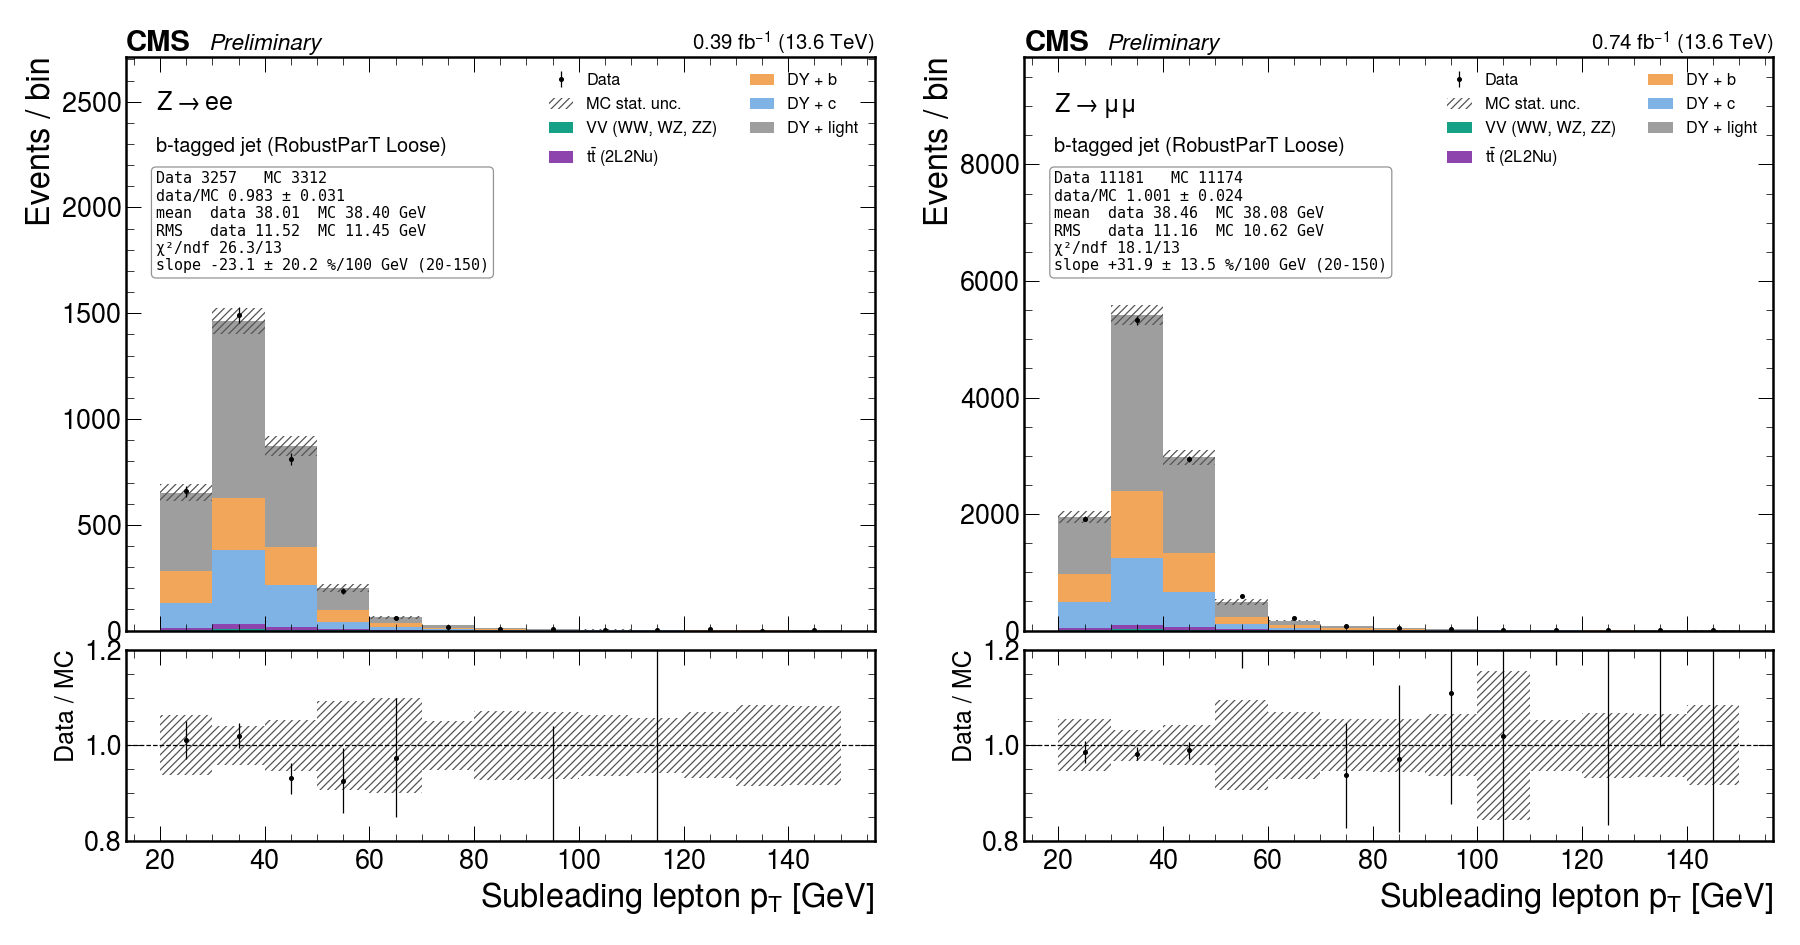 CMS Preliminary 0.39 fb⁻¹ (13.6 TeV)
Events / bin
Z → ee
b-tagged jet (RobustParT Loose)
Data 3257   MC 3312
data/MC 0.983 ± 0.031
mean  data 38.01  MC 38.40 GeV
RMS   data 11.52  MC 11.45 GeV
χ²/ndf 26.3/13
slope -23.1 ± 20.2 %/100 GeV (20-150)
Data
MC stat. unc.
VV (WW, WZ, ZZ)
tt̄ (2L2Nu)
DY + b
DY + c
DY + light
2500
2000
1500
1000
500
0
Data / MC
1.2
1.0
0.8
20 40 60 80 100 120 140
Subleading lepton p_T [GeV]
CMS Preliminary 0.74 fb⁻¹ (13.6 TeV)
Events / bin
Z → μμ
b-tagged jet (RobustParT Loose)
Data 11181   MC 11174
data/MC 1.001 ± 0.024
mean  data 38.46  MC 38.08 GeV
RMS   data 11.16  MC 10.62 GeV
χ²/ndf 18.1/13
slope +31.9 ± 13.5 %/100 GeV (20-150)
Data
MC stat. unc.
VV (WW, WZ, ZZ)
tt̄ (2L2Nu)
DY + b
DY + c
DY + light
8000
6000
4000
2000
0
Data / MC
1.2
1.0
0.8
20 40 60 80 100 120 140
Subleading lepton p_T [GeV]